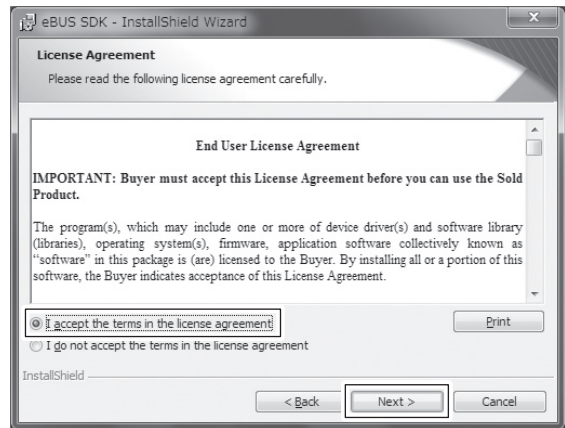 eBUS SDK - InstallShield Wizard
License Agreement
Please read the following license agreement carefully.
End User License Agreement
IMPORTANT: Buyer must accept this License Agreement before you can use the Sold
Product.
The program(s), which may include one or more of device driver(s) and software library
(libraries), operating system(s), firmware, application software collectively known as
“software” in this package is (are) licensed to the Buyer. By installing all or a portion of this
software, the Buyer indicates acceptance of this License Agreement.
I accept the terms in the license agreement
Print
I do not accept the terms in the license agreement
InstallShield
< Back
Next >
Cancel